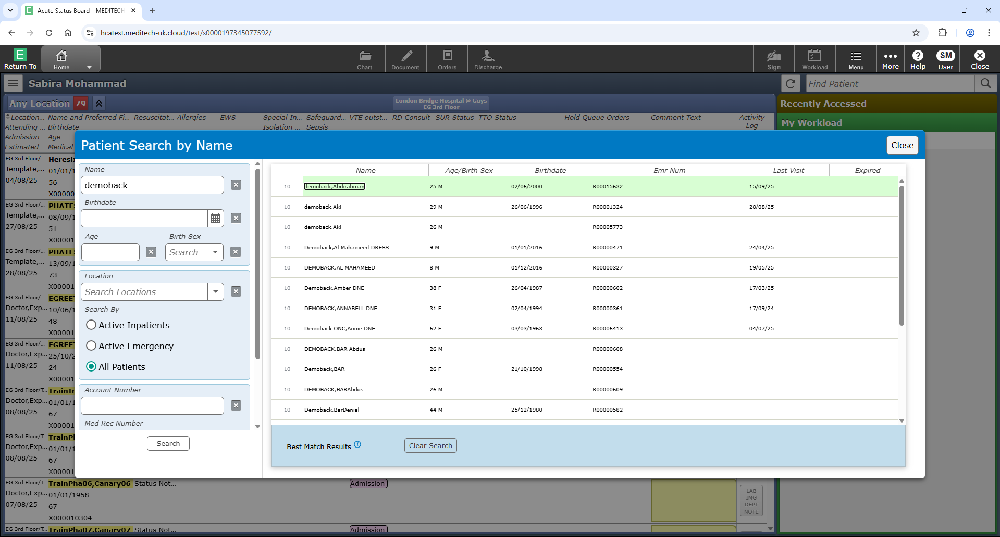 Acute Status Board - MEDITECH
hcatest.meditech-uk.cloud/test/s0000197345077592/
Return To
Home
Chart
Document
Orders
Discharge
Sign
Workload
Menu
More
Help
SM
User
Close
Sabira Mohammad
Find Patient
Any Location 79
London Bridge Hospital @ Guys
EG 3rd Floor
Recently Accessed
My Workload
Location... Name and Preferred Fi... Resuscitat... Allergies EWS Special In... Safeguard... VTE outst... RD Consult SUR Status TTO Status Hold Queue Orders Comment Text Activity
Log
Attending ... Birthdate Isolation ... Sepsis
Admission... Age
Estimated... Medical
EG 3rd Floor/...
Template,... 01/01/1
04/08/25 56
X00000
EG 3rd Floor/... PHATES
Template,... 08/09/1
27/08/25 51
X00001
EG 3rd Floor/... PHATES
Template,... 13/09/1
28/08/25 73
X00001
EG 3rd Floor/... EGREET
Doctor,Exp... 10/06/1
11/08/25 48
X00001
EG 3rd Floor/... EGREET
Doctor,Exp... 25/10/2
11/08/25 24
X00001
EG 3rd Floor/T... TrainIn
Doctor,Exp... 01/01/1
08/08/25 67
X00001
EG 3rd Floor/T... TrainPh
Doctor,Exp... 01/01/1
08/08/25 67
X00001
EG 3rd Floor/T... TrainPha06,Canary06 Status Not... Admission
Doctor,Exp... 01/01/1958
07/08/25 67
X000010304
LAB
IMG
DEPT
NOTE
EG 3rd Floor/T... TrainPha07,Canary07 Status Not... Admission
Patient Search by Name
Close
Name
demoback
Birthdate
Age Birth Sex
Search
Location
Search Locations
Search By
Active Inpatients
Active Emergency
All Patients
Account Number
Med Rec Number
Search
Name Age/Birth Sex Birthdate Emr Num Last Visit Expired
10 demoback,Abdirahman 25 M 02/06/2000 R00015632 15/09/25
10 demoback,Aki 29 M 26/06/1996 R00001324 28/08/25
10 demoback,Aki 26 M R00005773
10 Demoback,Al Mahameed DRESS 9 M 01/01/2016 R00000471 24/04/25
10 DEMOBACK,AL MAHAMEED 8 M 01/12/2016 R00000327 19/05/25
10 Demoback,Amber DNE 38 F 26/04/1987 R00000602 17/03/25
10 DEMOBACK,ANNABELL DNE 31 F 02/04/1994 R00000361 17/09/24
10 Demoback ONC,Annie DNE 62 F 03/03/1963 R00006413 04/07/25
10 DEMOBACK,BAR Abdus 26 M R00000608
10 Demoback,BAR 26 F 21/10/1998 R00000554
10 DEMOBACK,BARAbdus 26 M R00000609
10 Demoback,BarDenial 44 M 25/12/1980 R00000582
Best Match Results
Clear Search